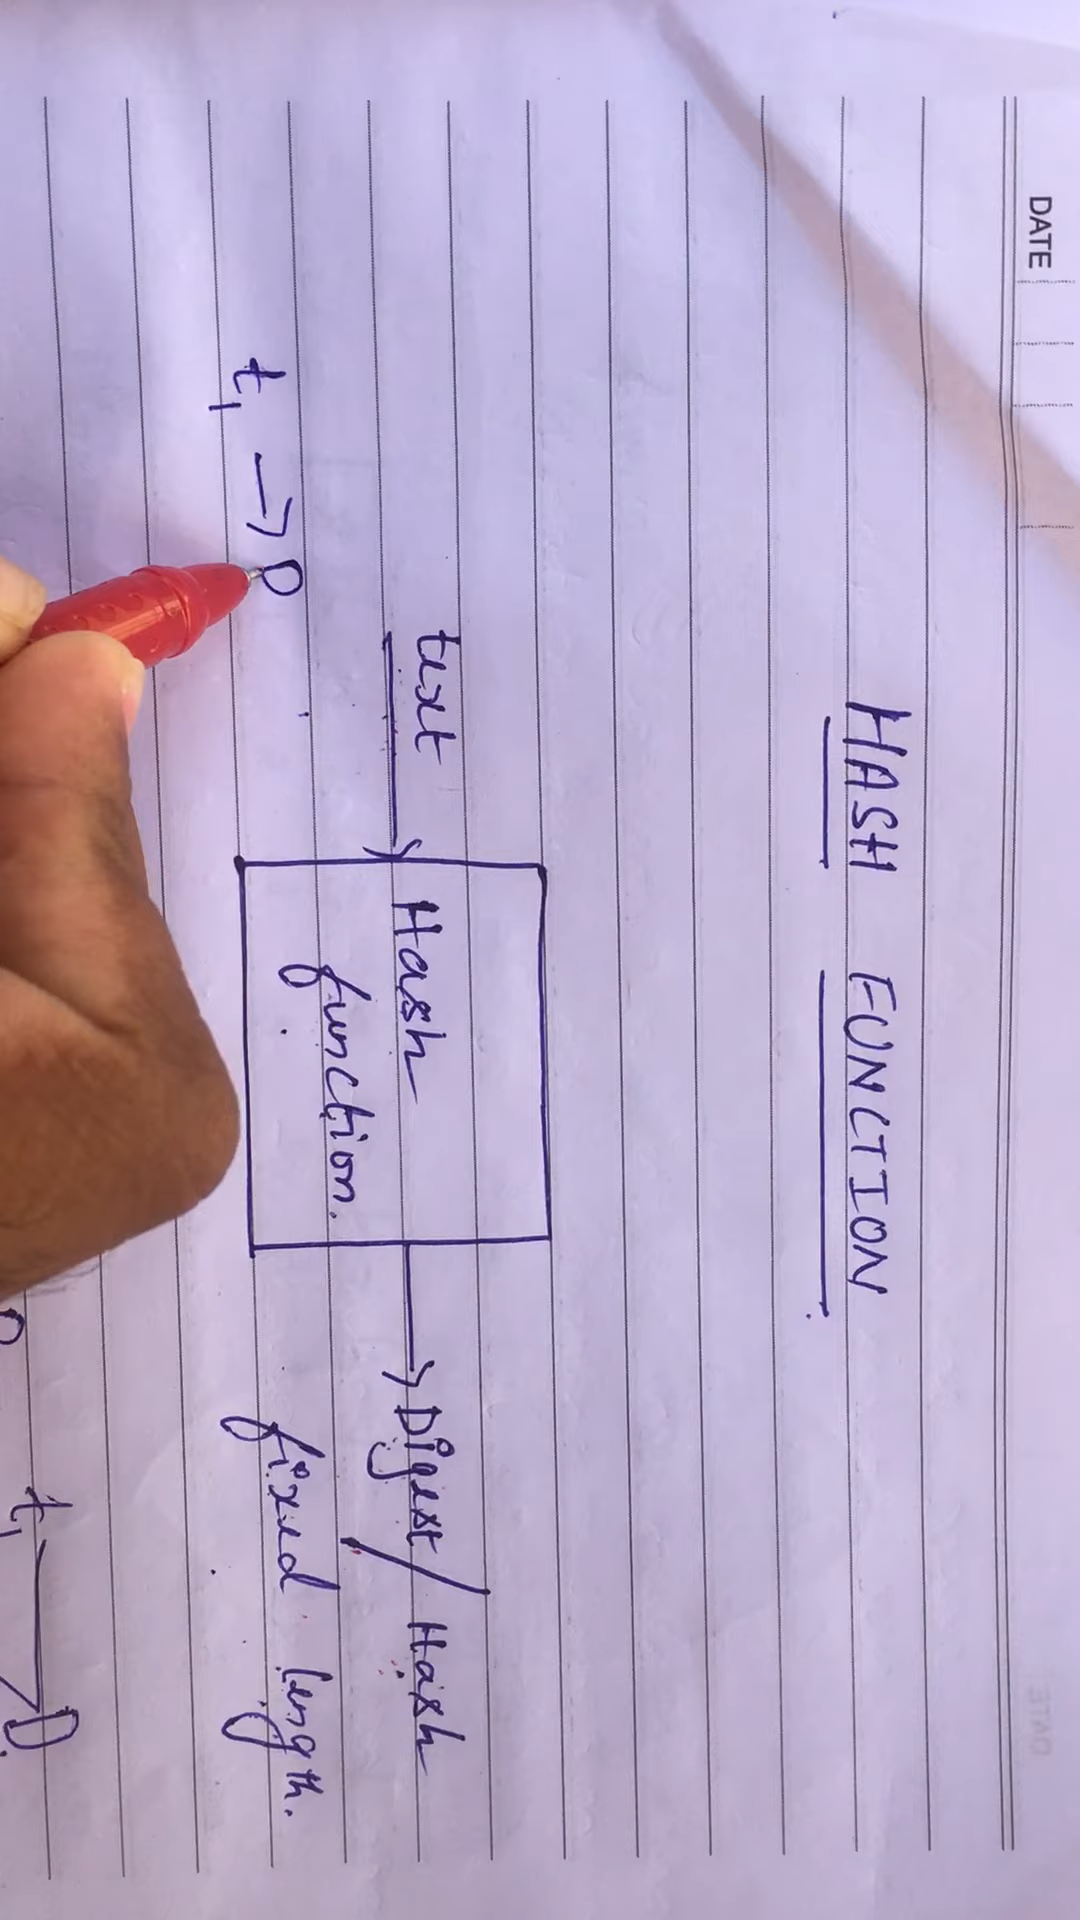 DATE
HASH FUNCTION
text
Hash
function.
Digest / Hash
fixed length.
t₁ → D
t₁ D